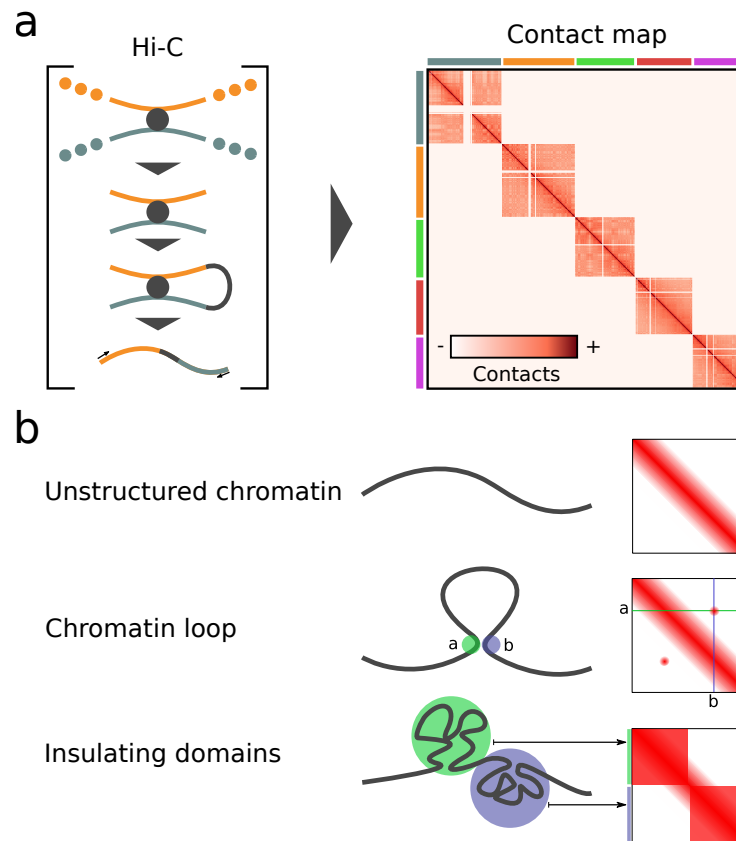 a
Hi-C
Contact map
- +
Contacts
b
Unstructured chromatin
Chromatin loop
a b
a
b
Insulating domains